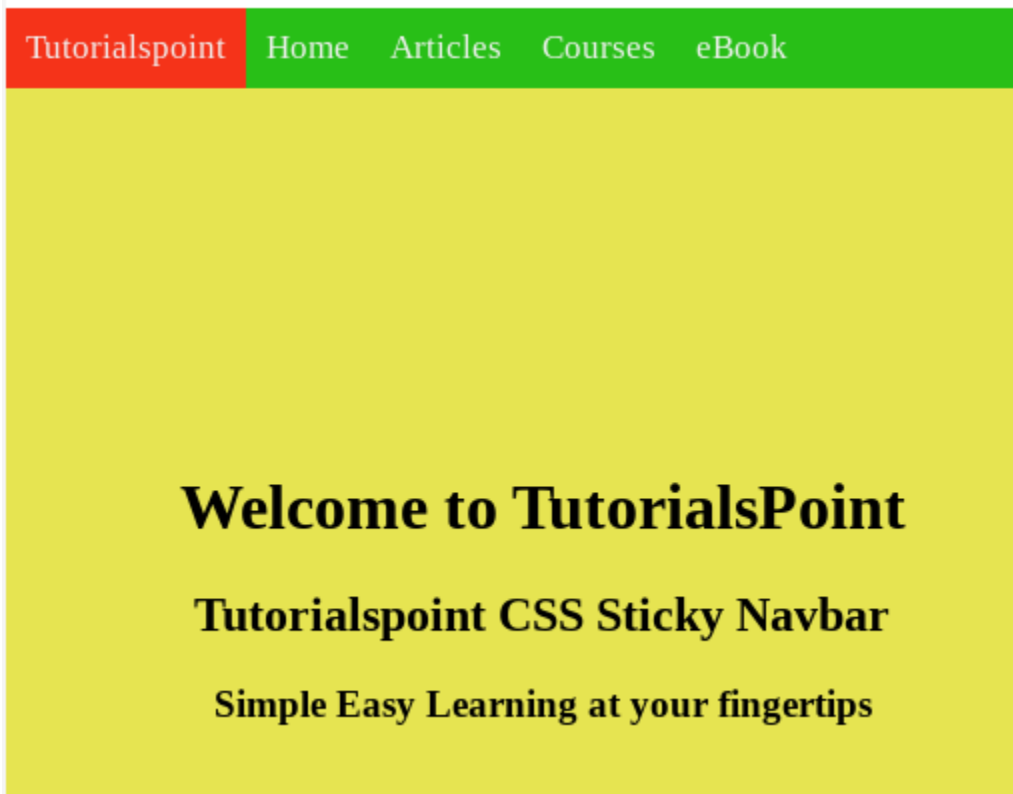 Tutorialspoint Home Articles Courses eBook
Welcome to TutorialsPoint
Tutorialspoint CSS Sticky Navbar
Simple Easy Learning at your fingertips